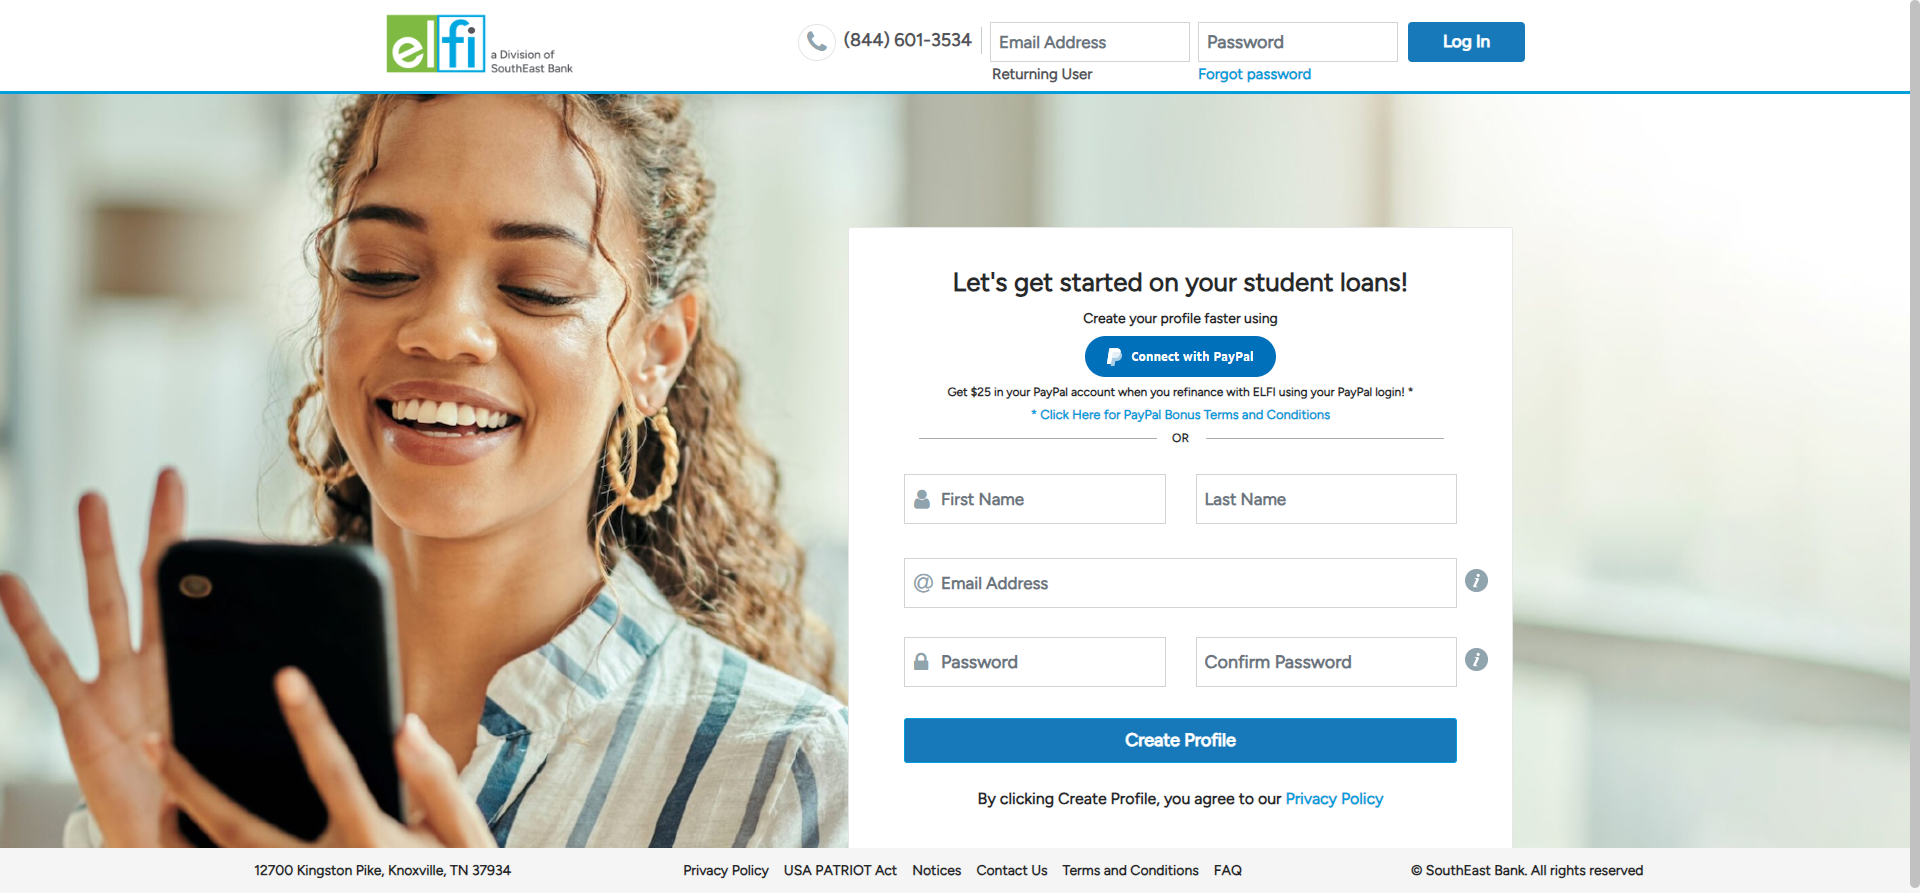 elfi
a Division of
SouthEast Bank
(844) 601-3534
Email Address
Password
Log In
Returning User
Forgot password
Let's get started on your student loans!
Create your profile faster using
Connect with PayPal
Get $25 in your PayPal account when you refinance with ELFI using your PayPal login! *
* Click Here for PayPal Bonus Terms and Conditions
OR
First Name
Last Name
@ Email Address
i
Password
Confirm Password
i
Create Profile
By clicking Create Profile, you agree to our Privacy Policy
12700 Kingston Pike, Knoxville, TN 37934
Privacy Policy
USA PATRIOT Act
Notices
Contact Us
Terms and Conditions
FAQ
© SouthEast Bank. All rights reserved